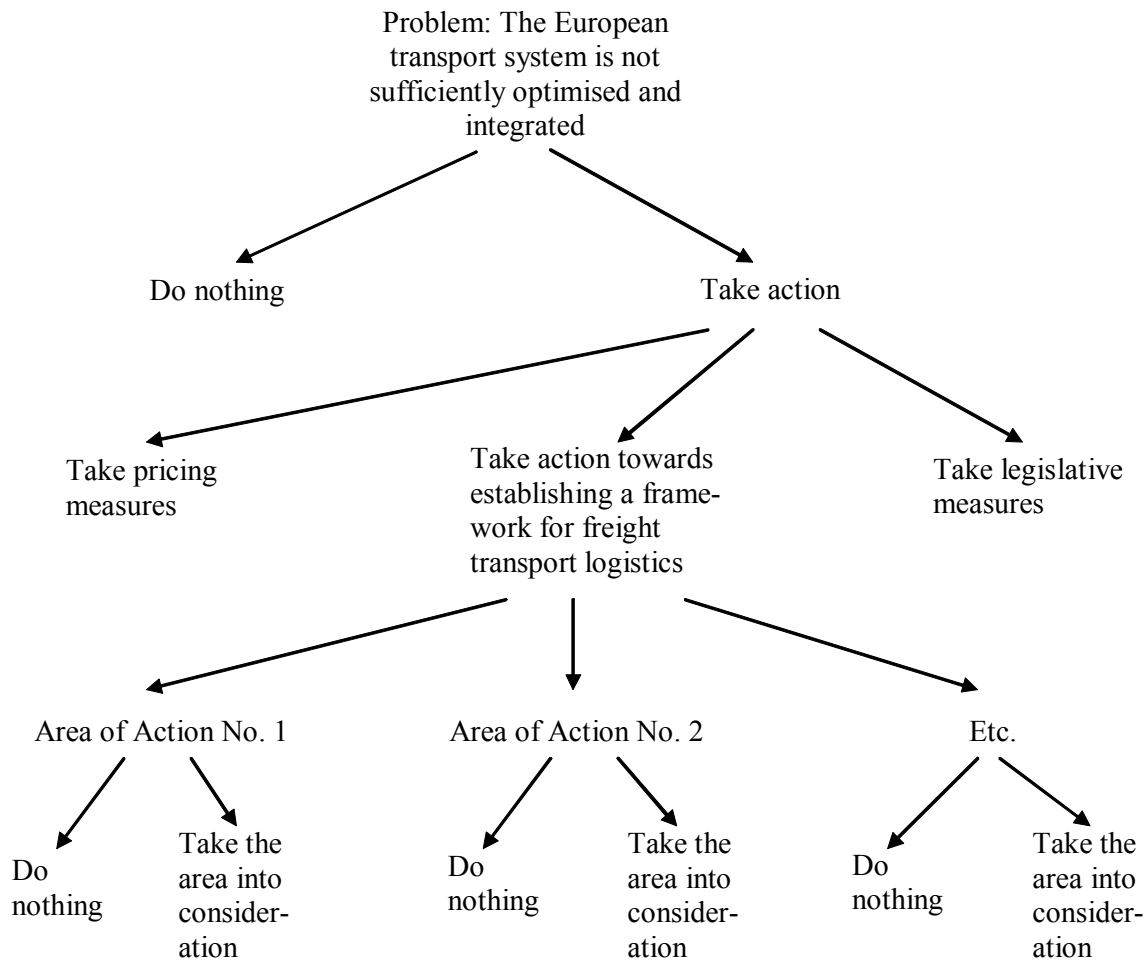 Problem: The European
transport system is not
sufficiently optimised and
integrated
Do nothing
Take action
Take pricing
measures
Take action towards
establishing a frame-
work for freight
transport logistics
Take legislative
measures
Area of Action No. 1
Area of Action No. 2
Etc.
Do
nothing
Take the
area into
consider-
ation
Do
nothing
Take the
area into
consider-
ation
Do
nothing
Take the
area into
consider-
ation